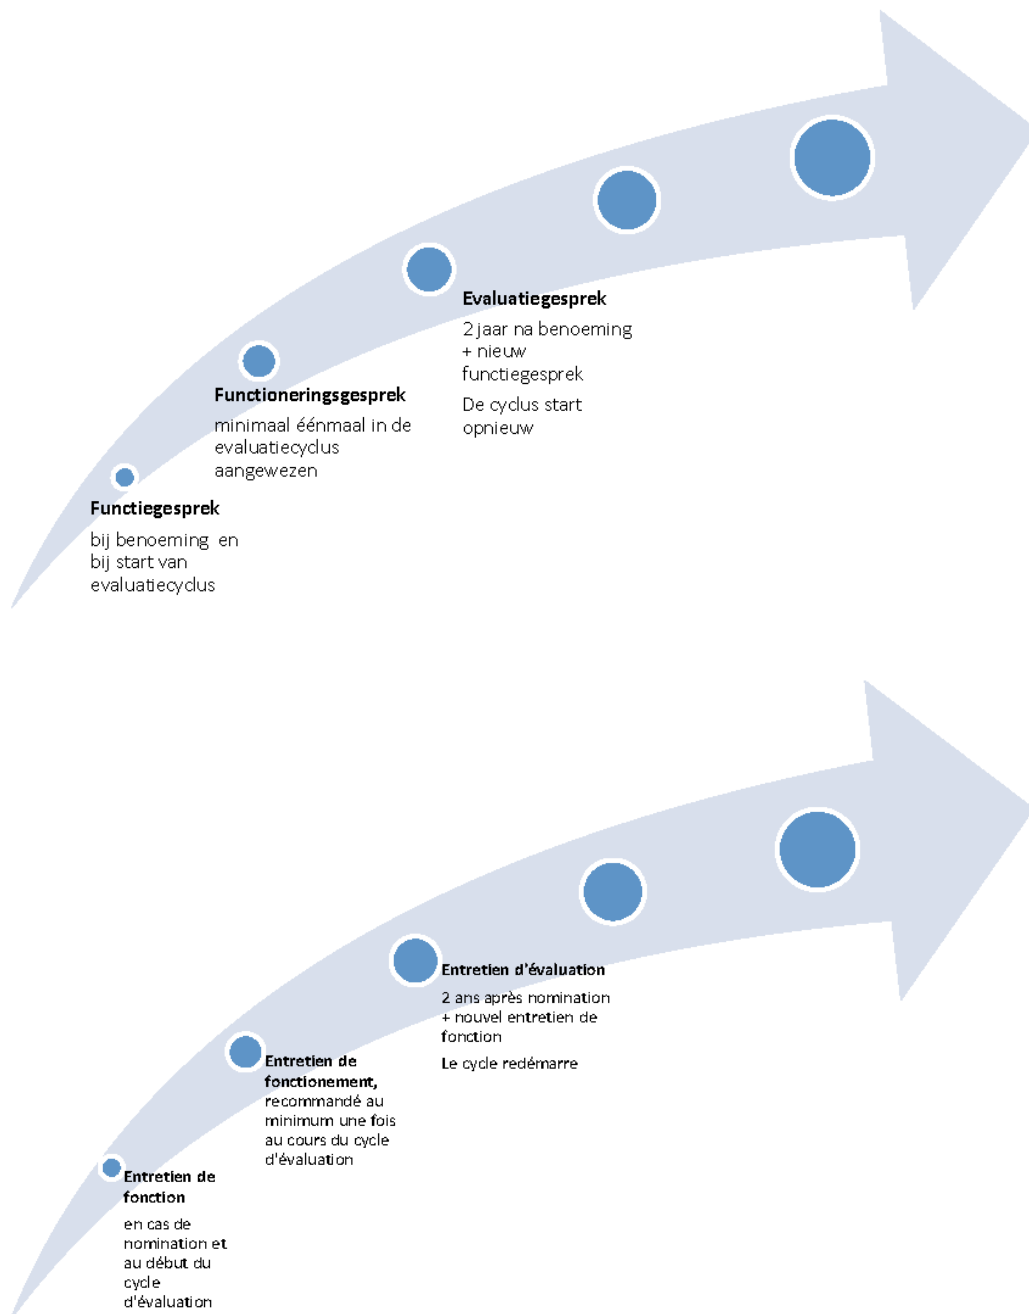 Evaluatiegesprek
2 jaar na benoeming
+ nieuw
functiegesprek
De cyclus start
opnieuw
Functioneringsgesprek
minimaal éénmaal in de
evaluatiecyclus
aangewezen
Functiegesprek
bij benoeming en
bij start van
evaluatiecyclus
Entretien d'évaluation
2 ans après nomination
+ nouvel entretien de
fonction
Le cycle redémarre
Entretien de
fonctionement,
recommandé au
minimum une fois
au cours du cycle
d'évaluation
Entretien de
fonction
en cas de
nomination et
au début du
cycle
d'évaluation